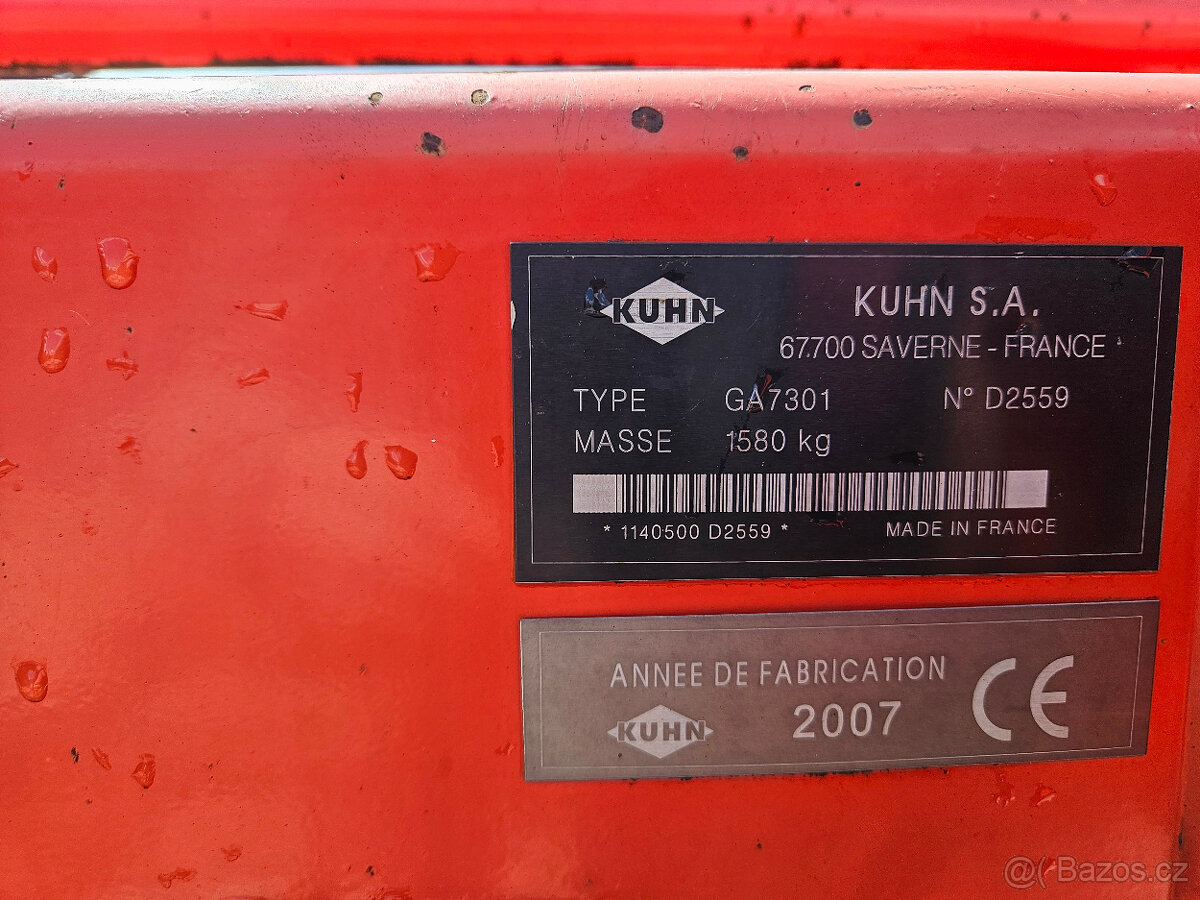 KUHN
KUHN S.A.
67.700 SAVERNE - FRANCE
TYPE GA7301 N° D2559
MASSE 1580 kg
* 1140500 D2559 * MADE IN FRANCE
ANNEE DE FABRICATION
KUHN 2007 CE
@(Bazos.cz